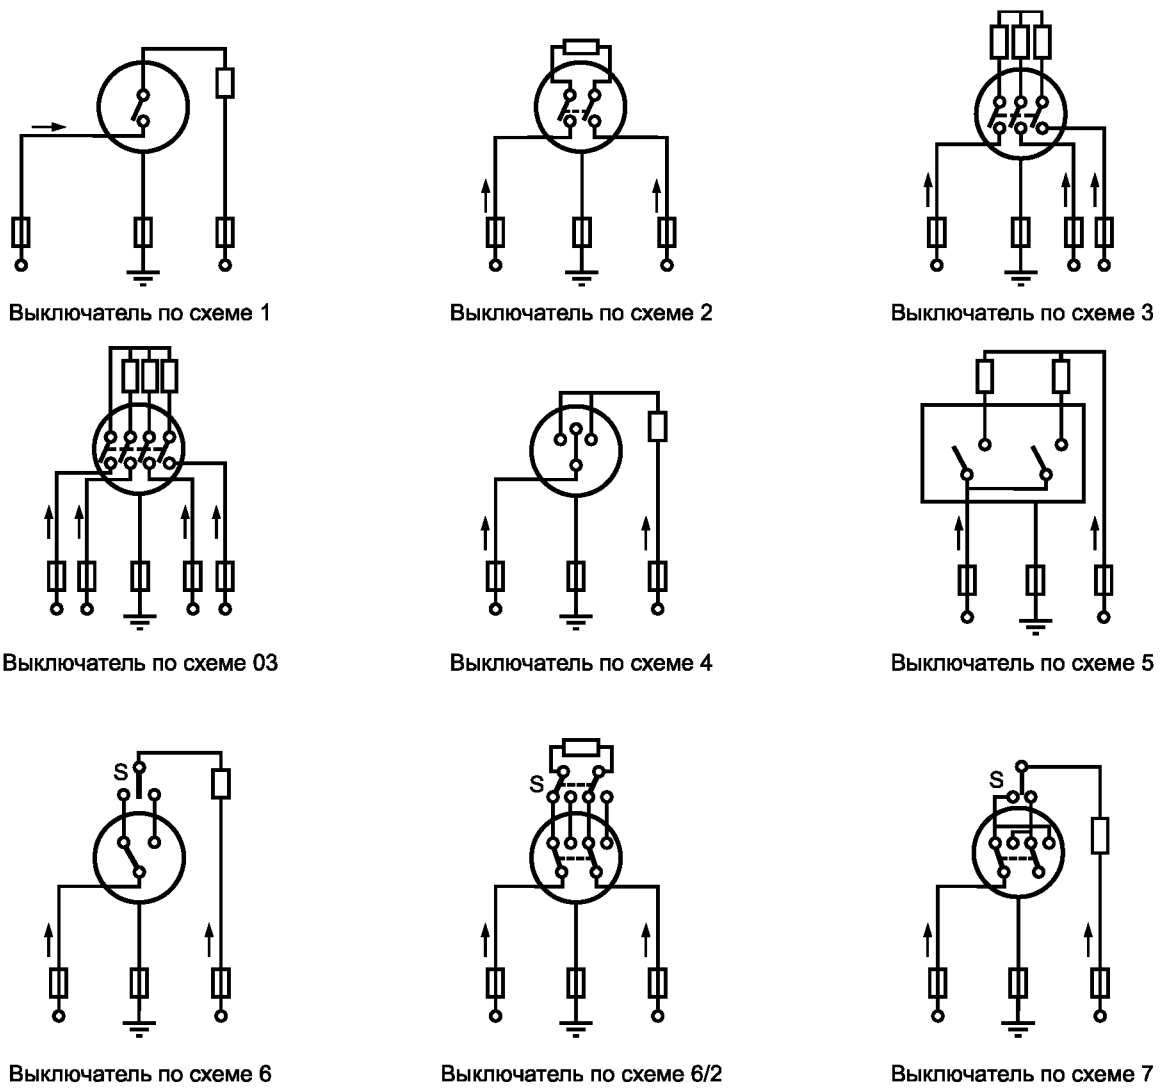 Выключатель по схеме 1
Выключатель по схеме 2
Выключатель по схеме 3
Выключатель по схеме 03
Выключатель по схеме 4
Выключатель по схеме 5
S
S
S
Выключатель по схеме 6
Выключатель по схеме 6/2
Выключатель по схеме 7